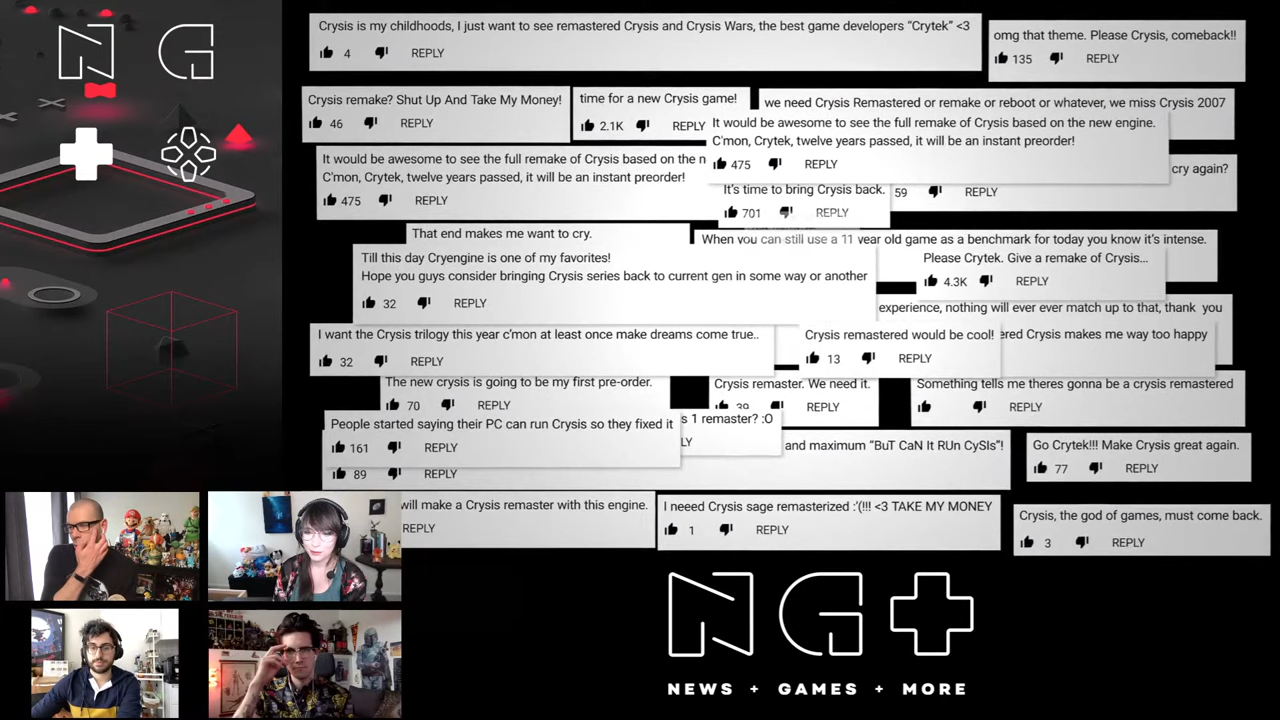 NG
Crysis is my childhoods, I just want to see remastered Crysis and Crysis Wars, the best game developers “Crytek” <3
4 REPLY
omg that theme. Please Crysis, comeback!!
135 REPLY
Crysis remake? Shut Up And Take My Money!
46 REPLY
time for a new Crysis game!
2.1K REPLY
we need Crysis Remastered or remake or reboot or whatever, we miss Crysis 2007
It would be awesome to see the full remake of Crysis based on the new engine.
C'mon, Crytek, twelve years passed, it will be an instant preorder!
475 REPLY
It would be awesome to see the full remake of Crysis based on the n
C'mon, Crytek, twelve years passed, it will be an instant preorder!
475 REPLY
cry again?
59 REPLY
It's time to bring Crysis back.
701 REPLY
That end makes me want to cry.
When you can still use a 11 year old game as a benchmark for today you know it's intense.
Till this day Cryengine is one of my favorites!
Hope you guys consider bringing Crysis series back to current gen in some way or another
32 REPLY
Please Crytek. Give a remake of Crysis...
4.3K REPLY
experience, nothing will ever ever match up to that, thank you
I want the Crysis trilogy this year c'mon at least once make dreams come true..
32 REPLY
Crysis remastered would be cool!
13 REPLY
ered Crysis makes me way too happy
The new crysis is going to be my first pre-order.
70 REPLY
Crysis remaster. We need it.
39 REPLY
Something tells me theres gonna be a crysis remastered
REPLY
People started saying their PC can run Crysis so they fixed it
161 REPLY
s 1 remaster? :O
LY
and maximum “BuT CaN It RUn CySIs”!
89 REPLY
Go Crytek!!! Make Crysis great again.
77 REPLY
will make a Crysis remaster with this engine.
REPLY
I neeed Crysis sage remasterized :'(!!! <3 TAKE MY MONEY
1 REPLY
Crysis, the god of games, must come back.
3 REPLY
NG+
NEWS + GAMES + MORE